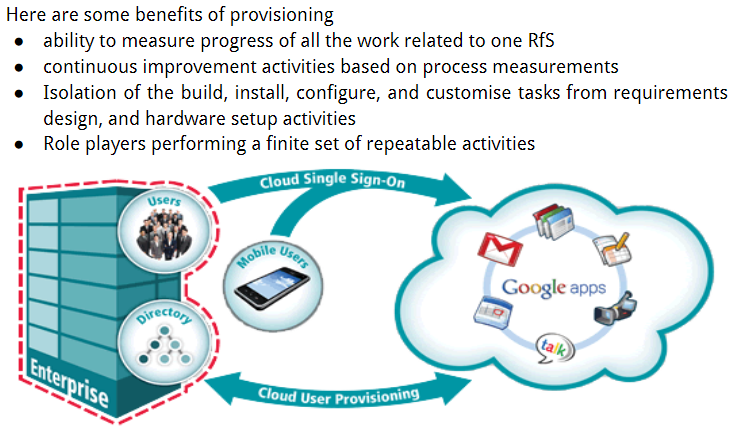 Here are some benefits of provisioning
● ability to measure progress of all the work related to one RfS
● continuous improvement activities based on process measurements
● Isolation of the build, install, configure, and customise tasks from requirements
design, and hardware setup activities
● Role players performing a finite set of repeatable activities
Cloud Single Sign-On
Users
Mobile Users
Google apps
Directory
talk
Enterprise
Cloud User Provisioning